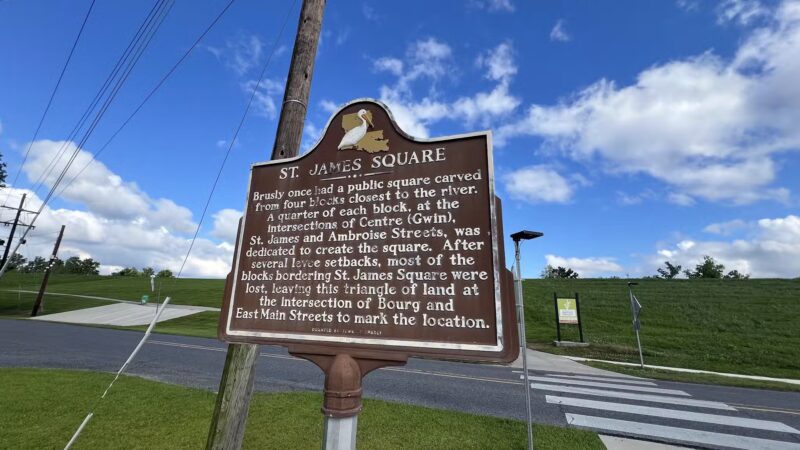 ST. JAMES SQUARE
Brusly once had a public square carved
from four blocks closest to the river.
A quarter of each block, at the
intersections of Centre (Gwin),
St. James and Ambroise Streets, was
dedicated to create the square. After
several levee setbacks, most of the
blocks bordering St. James Square were
lost, leaving this triangle of land at
the intersection of Bourg and
East Main Streets to mark the location.